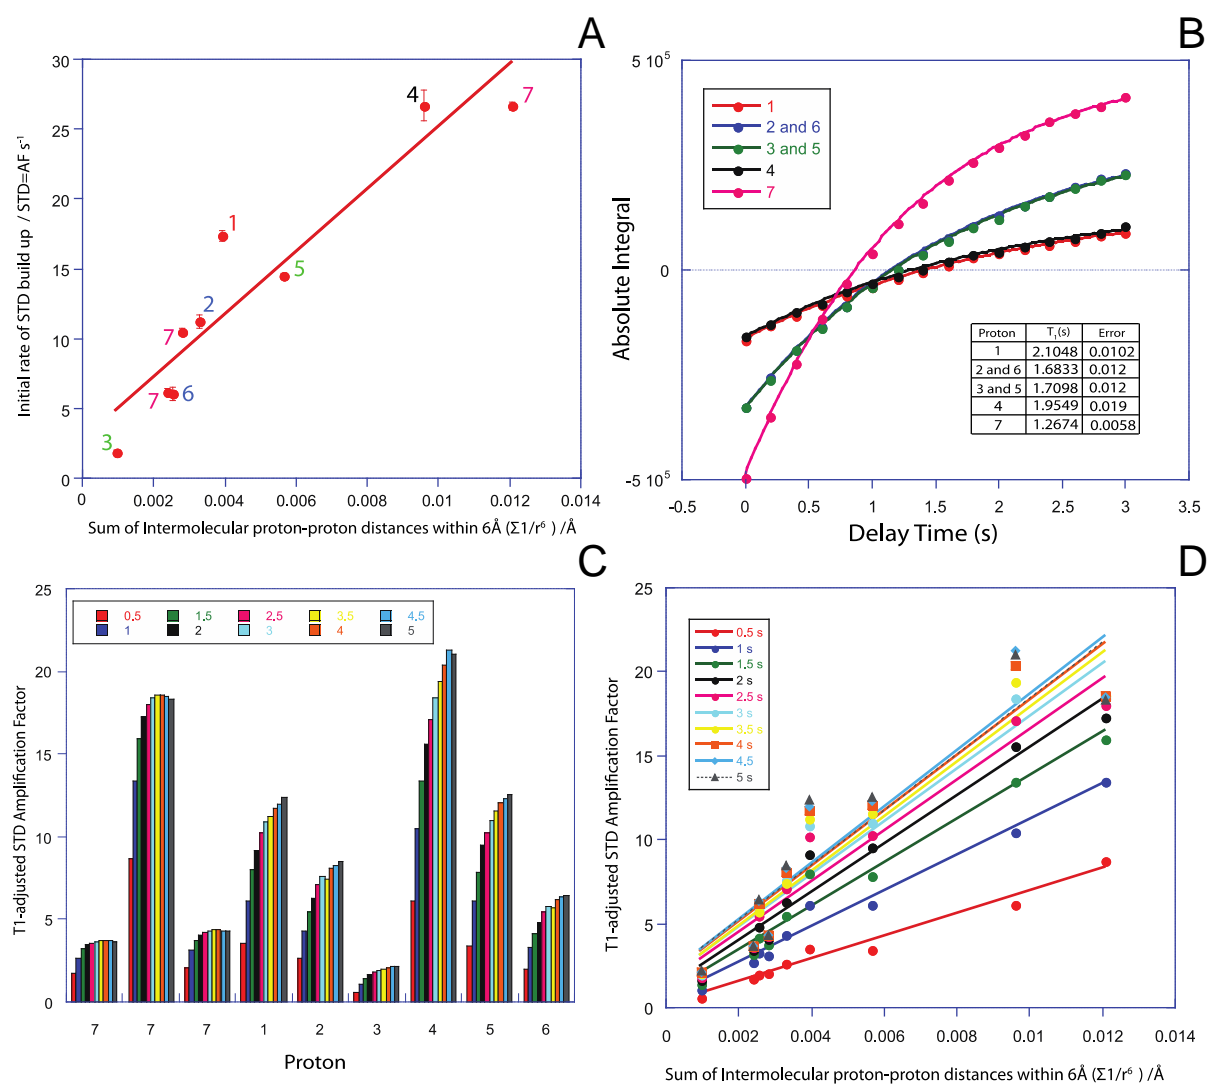 A
30
25
20
15
10
5
0
Initial rate of STD build up / STD=AF s⁻¹
4
7
1
5
2
7
7
6
3
0
0.002
0.004
0.006
0.008
0.01
0.012
0.014
Sum of Intermolecular proton-proton distances within 6Å (Σ1/r⁶ ) /Å
B
5 10⁵
0
-5 10⁵
Absolute Integral
1
2 and 6
3 and 5
4
7
Proton T₁(s) Error
1 2.1048 0.0102
2 and 6 1.6833 0.012
3 and 5 1.7098 0.012
4 1.9549 0.019
7 1.2674 0.0058
-0.5
0
0.5
1
1.5
2
2.5
3
3.5
Delay Time (s)
C
25
20
15
10
5
0
T1-adjusted STD Amplification Factor
0.5 1.5 2.5 3.5 4.5
1 2 3 4 5
7 7 7 1 2 3 4 5 6
Proton
D
25
20
15
10
5
0
T1-adjusted STD Amplification Factor
0.5 s
1 s
1.5 s
2 s
2.5 s
3 s
3.5 s
4 s
4.5
5 s
0
0.002
0.004
0.006
0.008
0.01
0.012
0.014
Sum of Intermolecular proton-proton distances within 6Å (Σ1/r⁶ ) /Å